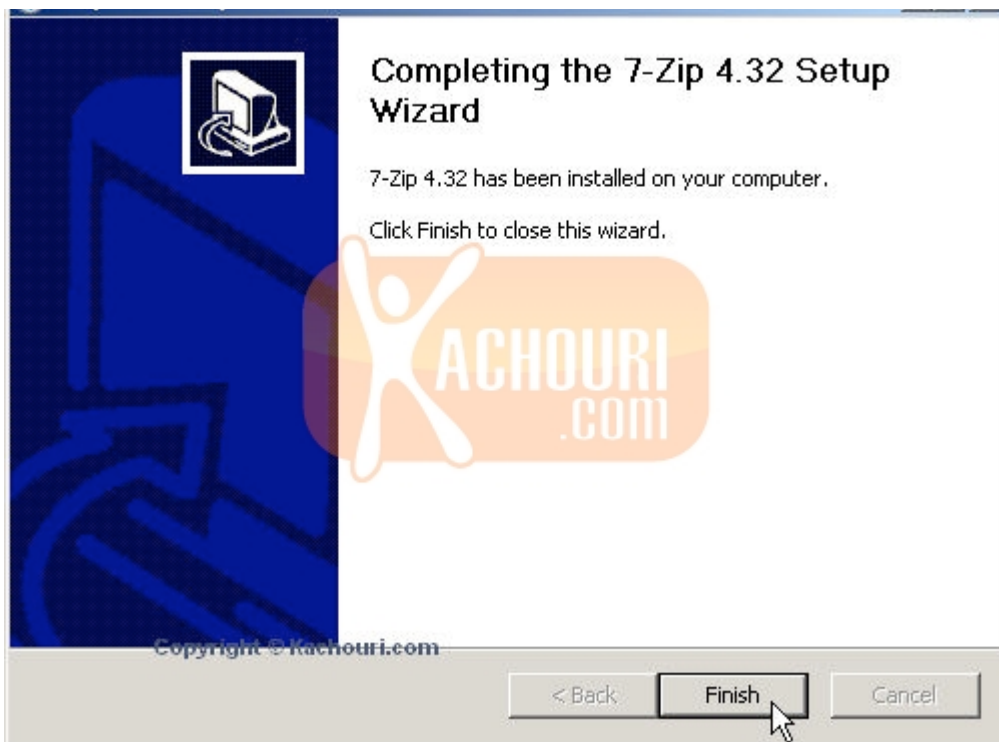 Completing the 7-Zip 4.32 Setup
Wizard
7-Zip 4.32 has been installed on your computer.
Click Finish to close this wizard.
KACHOURI
.COM
Copyright © Kachouri.com
< Back
Finish
Cancel